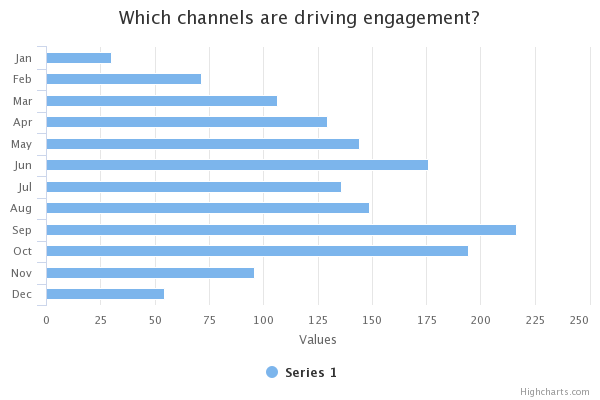 Which channels are driving engagement?
Jan
Feb
Mar
Apr
May
Jun
Jul
Aug
Sep
Oct
Nov
Dec
0 25 50 75 100 125 150 175 200 225 250
Values
Series 1
Highcharts.com